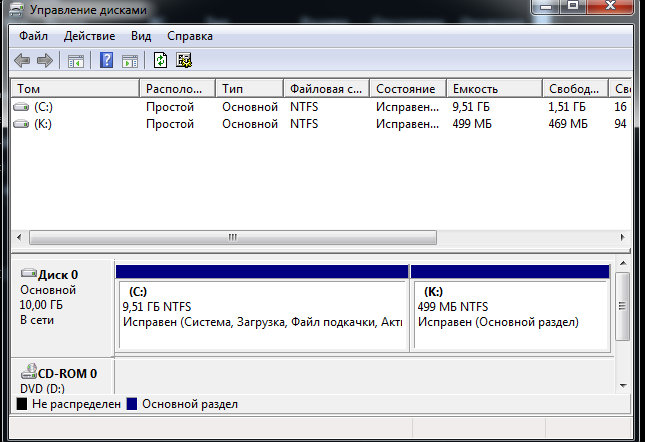 Управление дисками
Файл Действие Вид Справка
Том Располо... Тип Файловая с... Состояние Емкость Свобод... Сво
(C:) Простой Основной NTFS Исправен... 9,51 ГБ 1,51 ГБ 16
(K:) Простой Основной NTFS Исправен... 499 МБ 469 МБ 94
Диск 0
Основной
10,00 ГБ
В сети
(C:)
9,51 ГБ NTFS
Исправен (Система, Загрузка, Файл подкачки, Акти
(K:)
499 МБ NTFS
Исправен (Основной раздел)
CD-ROM 0
DVD (D:)
Не распределен Основной раздел